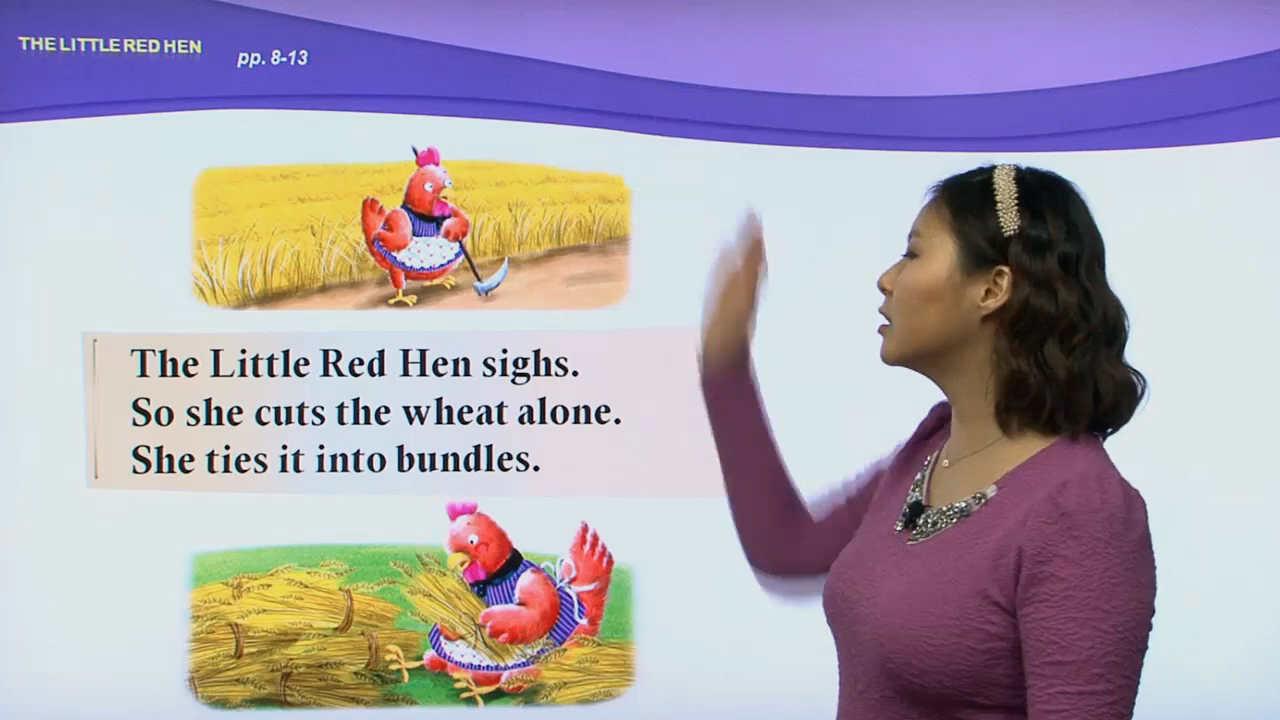 THE LITTLE RED HEN
pp. 8-13
The Little Red Hen sighs.
So she cuts the wheat alone.
She ties it into bundles.